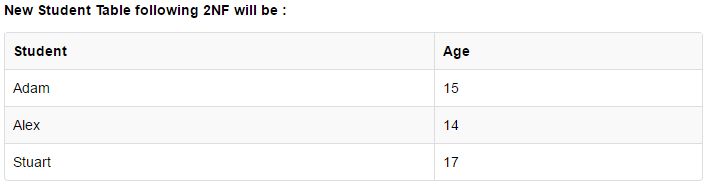 New Student Table following 2NF will be :
Student Age
Adam 15
Alex 14
Stuart 17